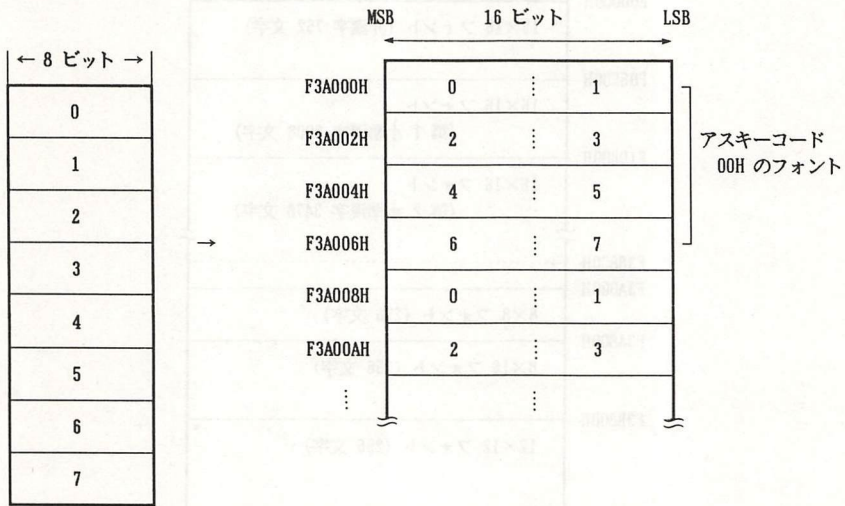 MSB 16 ビット LSB
← 8 ビット →
0
1
2
3
4
5
6
7
→
F3A000H 0 ⋮ 1
F3A002H 2 ⋮ 3
F3A004H 4 ⋮ 5
F3A006H 6 ⋮ 7
F3A008H 0 ⋮ 1
F3A00AH 2 ⋮ 3
⋮ ⋮
アスキーコード
00H のフォント